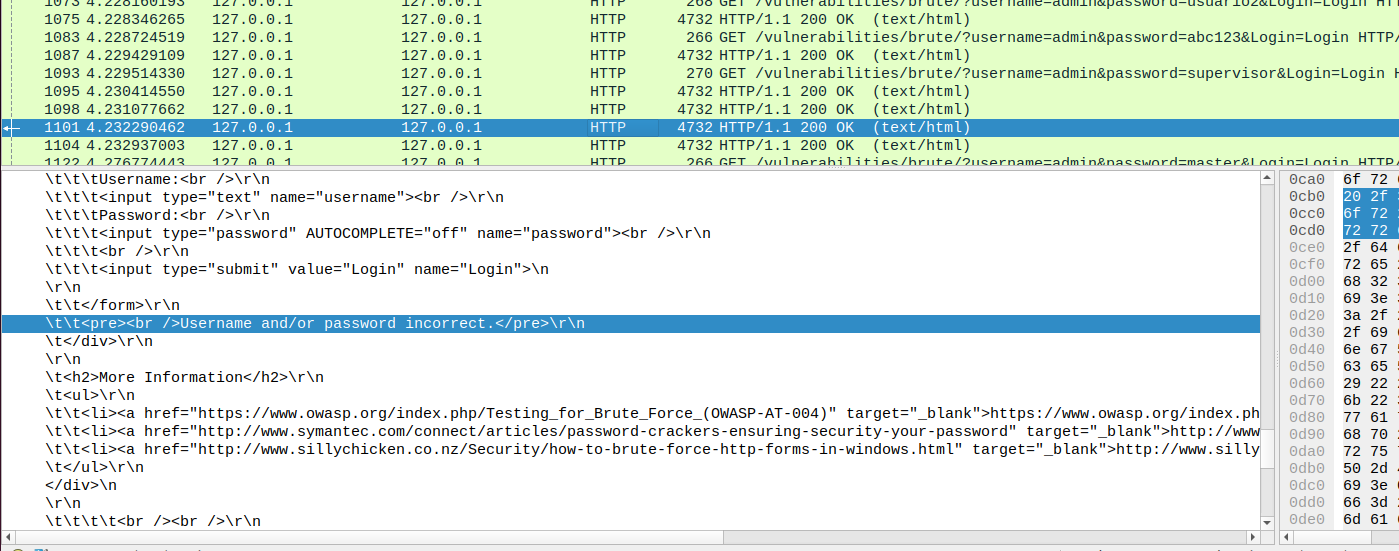 1073 4.228160193 127.0.0.1 127.0.0.1 HTTP 268 GET /vulnerabilities/brute/?username=admin&password=usuario2&Login=Login HTT
1075 4.228346265 127.0.0.1 127.0.0.1 HTTP 4732 HTTP/1.1 200 OK (text/html)
1083 4.228724519 127.0.0.1 127.0.0.1 HTTP 266 GET /vulnerabilities/brute/?username=admin&password=abc123&Login=Login HTTP/
1087 4.229429109 127.0.0.1 127.0.0.1 HTTP 4732 HTTP/1.1 200 OK (text/html)
1093 4.229514330 127.0.0.1 127.0.0.1 HTTP 270 GET /vulnerabilities/brute/?username=admin&password=supervisor&Login=Login H
1095 4.230414550 127.0.0.1 127.0.0.1 HTTP 4732 HTTP/1.1 200 OK (text/html)
1098 4.231077662 127.0.0.1 127.0.0.1 HTTP 4732 HTTP/1.1 200 OK (text/html)
1101 4.232290462 127.0.0.1 127.0.0.1 HTTP 4732 HTTP/1.1 200 OK (text/html)
1104 4.232937003 127.0.0.1 127.0.0.1 HTTP 4732 HTTP/1.1 200 OK (text/html)
1122 4.276774443 127.0.0.1 127.0.0.1 HTTP 266 GET /vulnerabilities/brute/?username=admin&password=master&Login=Login HTTP/
\t\t\tUsername:<br />\r\n
\t\t\t<input type="text" name="username"><br />\r\n
\t\t\tPassword:<br />\r\n
\t\t\t<input type="password" AUTOCOMPLETE="off" name="password"><br />\r\n
\t\t\t<br />\r\n
\t\t\t<input type="submit" value="Login" name="Login">\n
\r\n
\t\t</form>\r\n
\t\t<pre><br />Username and/or password incorrect.</pre>\r\n
\t</div>\r\n
\r\n
\t<h2>More Information</h2>\r\n
\t<ul>\r\n
\t\t<li><a href="https://www.owasp.org/index.php/Testing_for_Brute_Force_(OWASP-AT-004)" target="_blank">https://www.owasp.org/index.ph
\t\t<li><a href="http://www.symantec.com/connect/articles/password-crackers-ensuring-security-your-password" target="_blank">http://www
\t\t<li><a href="http://www.sillychicken.co.nz/Security/how-to-brute-force-http-forms-in-windows.html" target="_blank">http://www.silly
\t</ul>\r\n
</div>\n
\r\n
\t\t\t\t<br /><br />\r\n
0ca0 6f 72
0cb0 20 2f
0cc0 6f 72
0cd0 72 72
0ce0 2f 64
0cf0 72 65
0d00 68 32
0d10 69 3e
0d20 3a 2f
0d30 2f 69
0d40 6e 67
0d50 63 65
0d60 29 22
0d70 6b 22
0d80 77 61
0d90 68 70
0da0 72 75
0db0 50 2d
0dc0 69 3e
0dd0 66 3d
0de0 6d 61